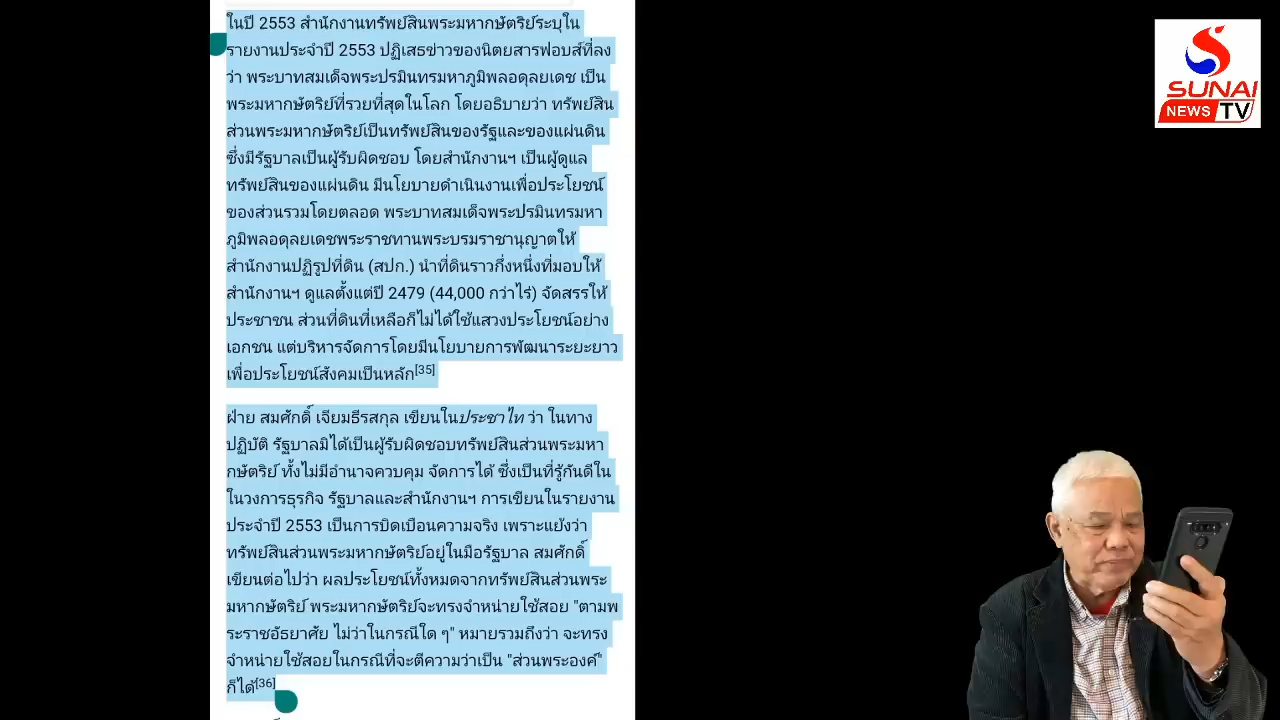 ในปี 2553 สำนักงานทรัพย์สินพระมหากษัตริย์ระบุใน
รายงานประจำปี 2553 ปฏิเสธข่าวของนิตยสารฟอบส์ที่ลง
ว่า พระบาทสมเด็จพระปรมินทรมหาภูมิพลอดุลยเดช เป็น
พระมหากษัตริย์ที่รวยที่สุดในโลก โดยอธิบายว่า ทรัพย์สิน
ส่วนพระมหากษัตริย์เป็นทรัพย์สินของรัฐและของแผ่นดิน
ซึ่งมีรัฐบาลเป็นผู้รับผิดชอบ โดยสำนักงานฯ เป็นผู้ดูแล
ทรัพย์สินของแผ่นดิน มีนโยบายดำเนินงานเพื่อประโยชน์
ของส่วนรวมโดยตลอด พระบาทสมเด็จพระปรมินทรมหา
ภูมิพลอดุลยเดชพระราชทานพระบรมราชานุญาตให้
สำนักงานปฏิรูปที่ดิน (สปก.) นำที่ดินราวกึ่งหนึ่งที่มอบให้
สำนักงานฯ ดูแลตั้งแต่ปี 2479 (44,000 กว่าไร่) จัดสรรให้
ประชาชน ส่วนที่ดินที่เหลือก็ไม่ได้ใช้แสวงประโยชน์อย่าง
เอกชน แต่บริหารจัดการโดยมีนโยบายการพัฒนาระยะยาว
เพื่อประโยชน์สังคมเป็นหลัก[35]
ฝ่าย สมศักดิ์ เจียมธีรสกุล เขียนในประชาไท ว่า ในทาง
ปฏิบัติ รัฐบาลมิได้เป็นผู้รับผิดชอบทรัพย์สินส่วนพระมหา
กษัตริย์ ทั้งไม่มีอำนาจควบคุม จัดการได้ ซึ่งเป็นที่รู้กันดีใน
ในวงการธุรกิจ รัฐบาลและสำนักงานฯ การเขียนในรายงาน
ประจำปี 2553 เป็นการบิดเบือนความจริง เพราะแย้งว่า
ทรัพย์สินส่วนพระมหากษัตริย์อยู่ในมือรัฐบาล สมศักดิ์
เขียนต่อไปว่า ผลประโยชน์ทั้งหมดจากทรัพย์สินส่วนพระ
มหากษัตริย์ พระมหากษัตริย์จะทรงจำหน่ายใช้สอย "ตามพ
ระราชอัธยาศัย ไม่ว่าในกรณีใด ๆ" หมายรวมถึงว่า จะทรง
จำหน่ายใช้สอยในกรณีที่จะตีความว่าเป็น "ส่วนพระองค์"
ก็ได้[36]
SUNAI
NEWS TV